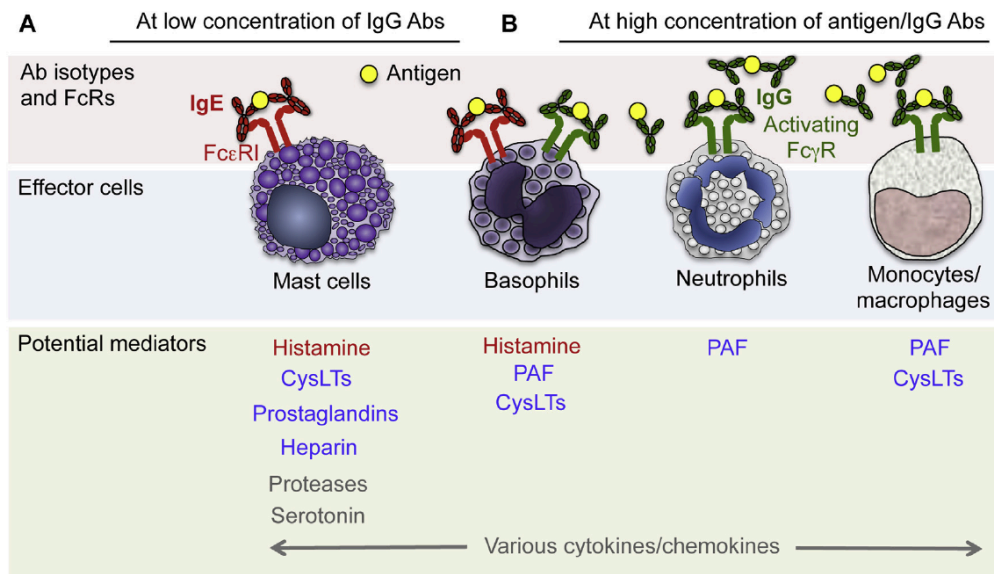 A
At low concentration of IgG Abs
B
At high concentration of antigen/IgG Abs
Ab isotypes
and FcRs
Antigen
IgE
FcεRI
IgG
Activating
FcγR
Effector cells
Mast cells
Basophils
Neutrophils
Monocytes/
macrophages
Potential mediators
Histamine
CysLTs
Prostaglandins
Heparin
Proteases
Serotonin
Histamine
PAF
CysLTs
PAF
PAF
CysLTs
Various cytokines/chemokines